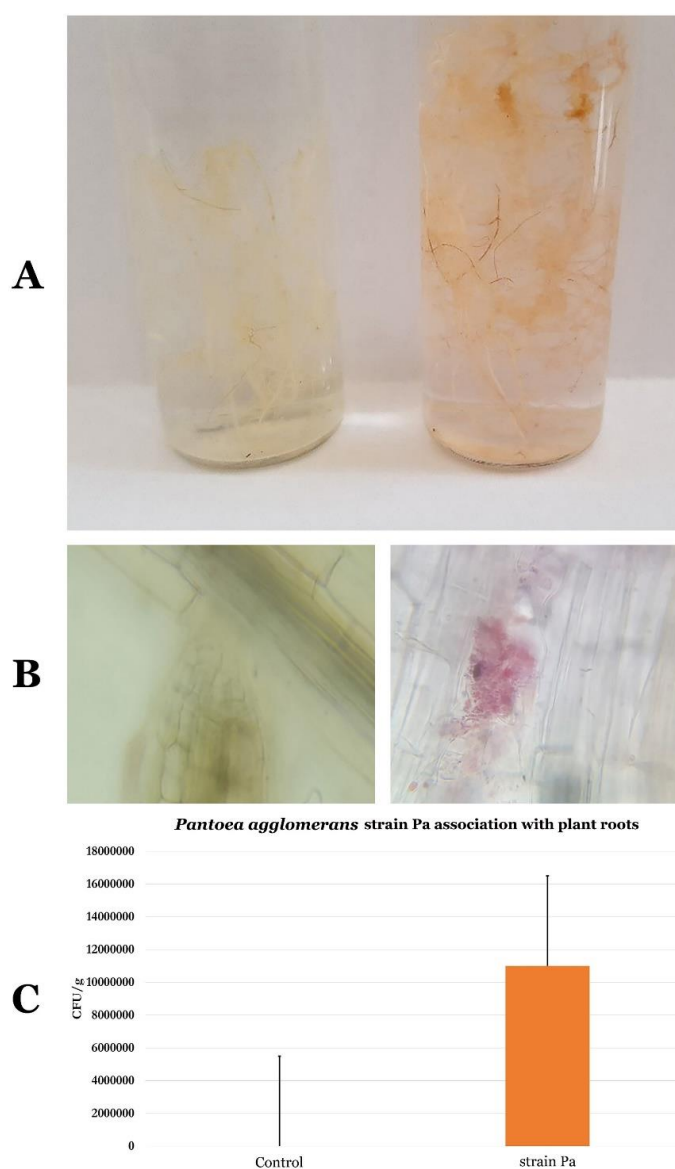 A
B
Pantoea agglomerans strain Pa association with plant roots
18000000
16000000
14000000
12000000
10000000
8000000
6000000
4000000
2000000
0
CFU/g
C
Control
strain Pa